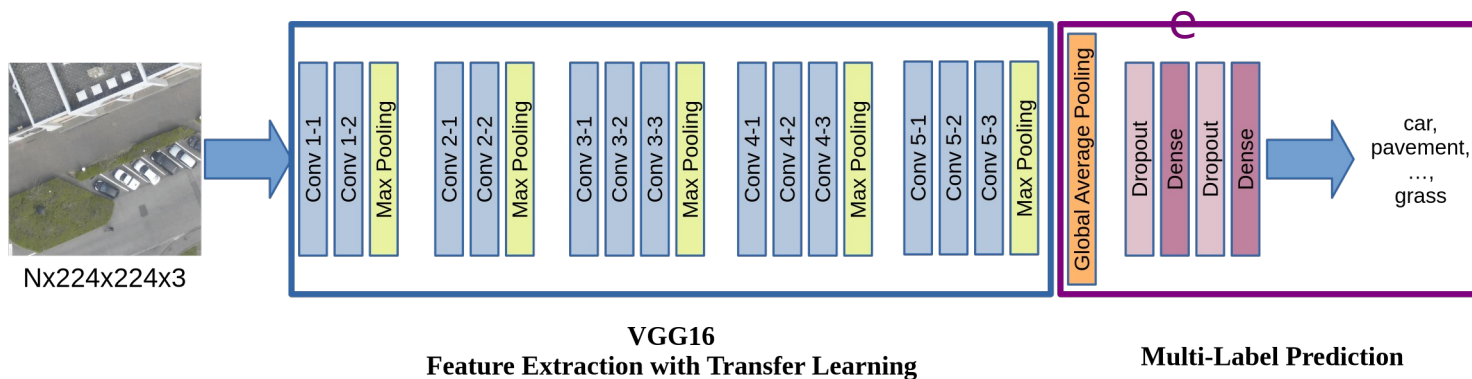 e
Conv 1-1
Conv 1-2
Max Pooling
Conv 2-1
Conv 2-2
Max Pooling
Conv 3-1
Conv 3-2
Conv 3-3
Max Pooling
Conv 4-1
Conv 4-2
Conv 4-3
Max Pooling
Conv 5-1
Conv 5-2
Conv 5-3
Max Pooling
Global Average Pooling
Dropout
Dense
Dropout
Dense
car,
pavement,
...,
grass
Nx224x224x3
VGG16
Feature Extraction with Transfer Learning
Multi-Label Prediction